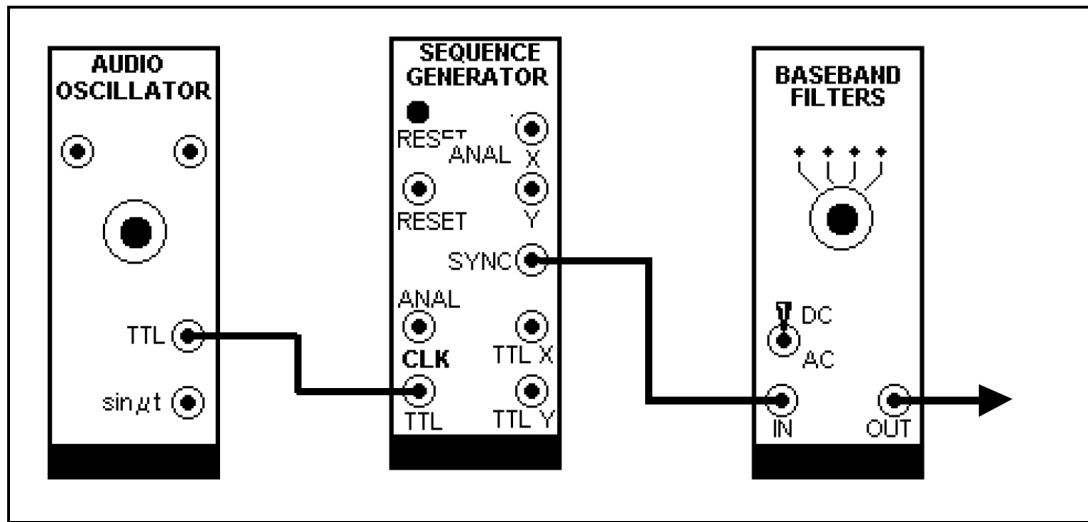 AUDIO
OSCILLATOR
TTL
sinμt
SEQUENCE
GENERATOR
RESET
ANAL
X
RESET
Y
SYNC
ANAL
CLK
TTL X
TTL
TTL Y
BASEBAND
FILTERS
DC
AC
IN
OUT